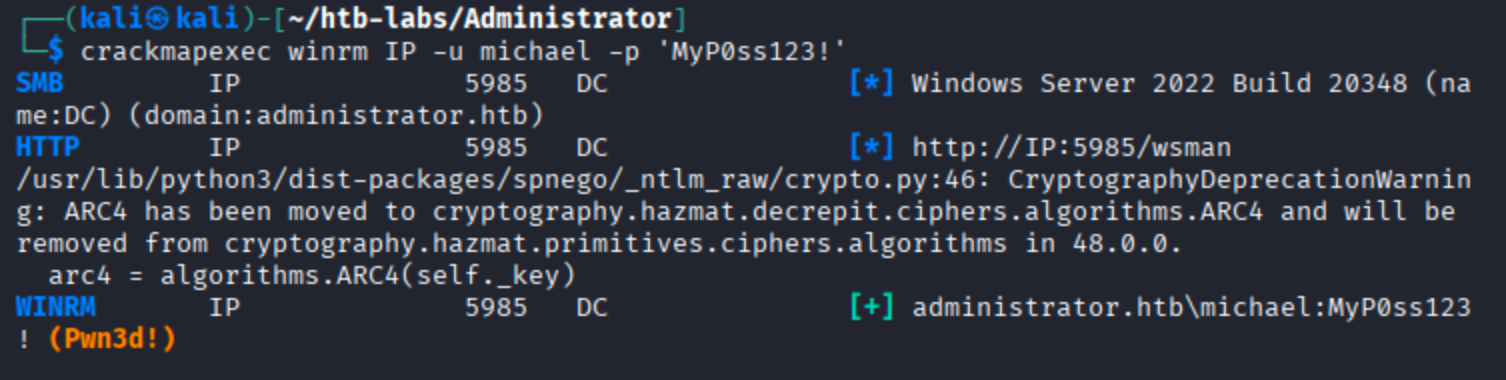 ┌──(kali㉿kali)-[~/htb-labs/Administrator]
└─$ crackmapexec winrm IP -u michael -p 'MyP0ss123!'
SMB         IP              5985   DC               [*] Windows Server 2022 Build 20348 (na
me:DC) (domain:administrator.htb)
HTTP        IP              5985   DC               [*] http://IP:5985/wsman
/usr/lib/python3/dist-packages/spnego/_ntlm_raw/crypto.py:46: CryptographyDeprecationWarnin
g: ARC4 has been moved to cryptography.hazmat.decrepit.ciphers.algorithms.ARC4 and will be
removed from cryptography.hazmat.primitives.ciphers.algorithms in 48.0.0.
  arc4 = algorithms.ARC4(self._key)
WINRM       IP              5985   DC               [+] administrator.htb\michael:MyP0ss123
! (Pwn3d!)